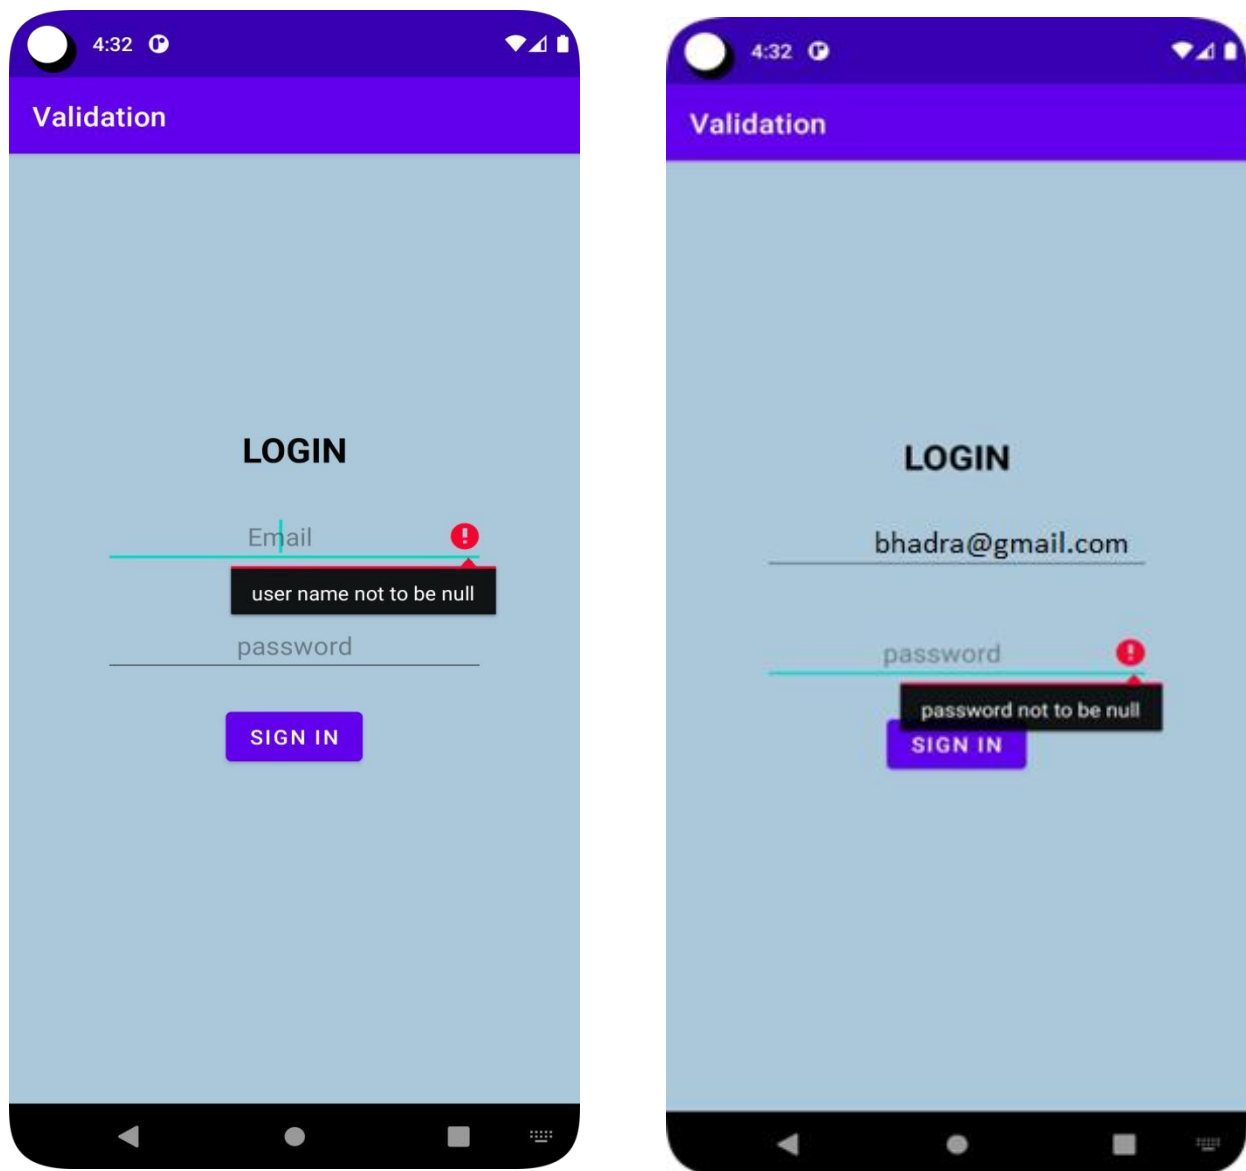 4:32
Validation
LOGIN
Email
user name not to be null
password
SIGN IN
4:32
Validation
LOGIN
bhadra@gmail.com
password
password not to be null
SIGN IN